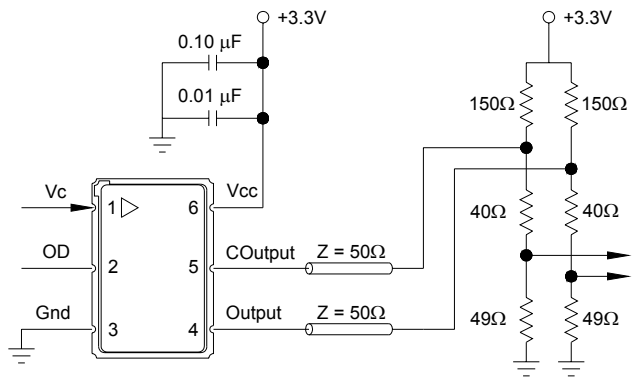 +3.3V
+3.3V
0.10 μF
0.01 μF
150Ω
150Ω
Vc
1
6
Vcc
40Ω
40Ω
OD
2
5
COutput
Z = 50Ω
Gnd
3
4
Output
Z = 50Ω
49Ω
49Ω